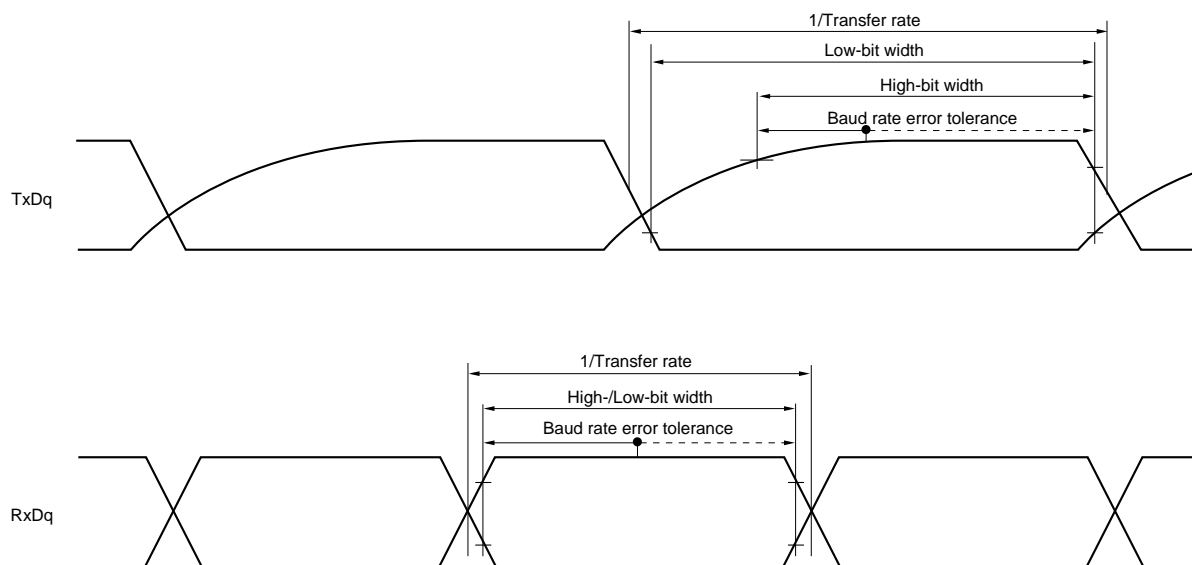 1/Transfer rate
Low-bit width
High-bit width
Baud rate error tolerance
TxDq
1/Transfer rate
High-/Low-bit width
Baud rate error tolerance
RxDq